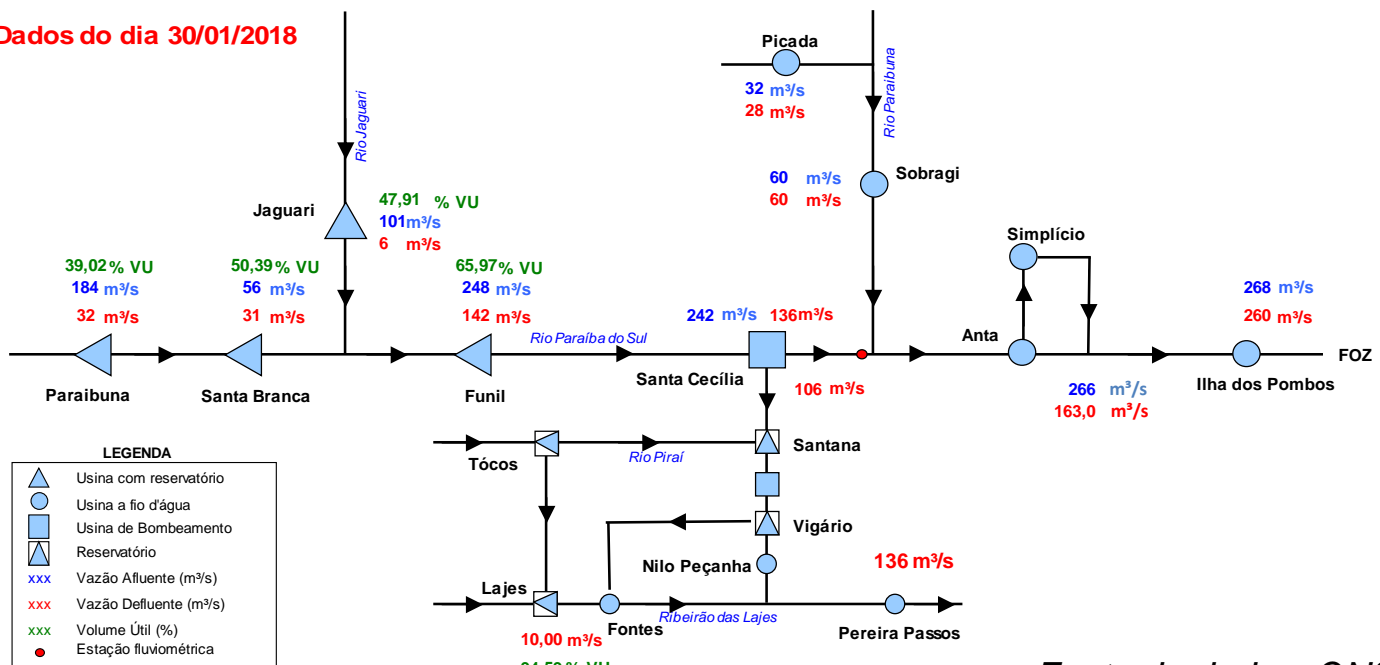 Dados do dia 30/01/2018
Picada
32 m³/s
28 m³/s
Rio Paraibuna
Rio Jaguari
60 m³/s
60 m³/s
Sobragi
Jaguari
47,91 % VU
101 m³/s
6 m³/s
Simplício
39,02 % VU
184 m³/s
32 m³/s
50,39 % VU
56 m³/s
31 m³/s
65,97 % VU
248 m³/s
142 m³/s
268 m³/s
260 m³/s
242 m³/s 136 m³/s
Rio Paraíba do Sul
Anta
FOZ
Paraibuna
Santa Branca
Funil
Santa Cecília
106 m³/s
266 m³/s
163,0 m³/s
Ilha dos Pombos
Tócos
Rio Piraí
Santana
Vigário
Nilo Peçanha
136 m³/s
Lajes
Fontes
Ribeirão das Lajes
Pereira Passos
10,00 m³/s
LEGENDA
Usina com reservatório
Usina a fio d'água
Usina de Bombeamento
Reservatório
xxx Vazão Afluente (m³/s)
xxx Vazão Defluente (m³/s)
xxx Volume Útil (%)
Estação fluviométrica